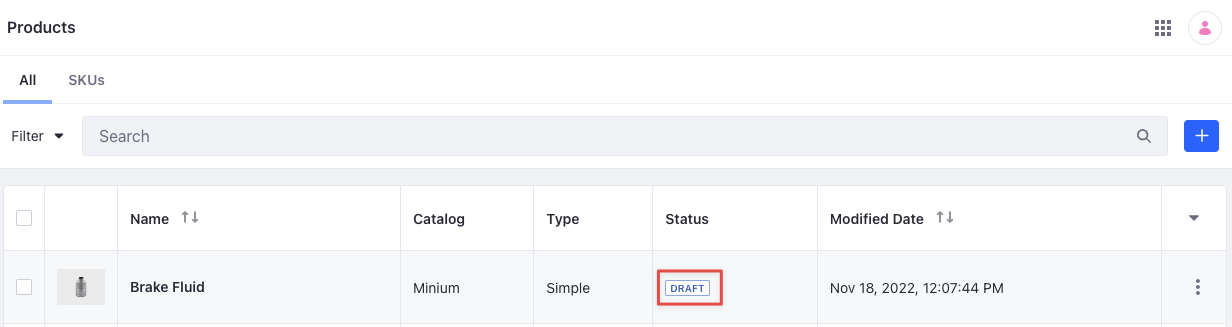 Products
All SKUs
Filter Search
Name Catalog Type Status Modified Date
Brake Fluid Minium Simple DRAFT Nov 18, 2022, 12:07:44 PM